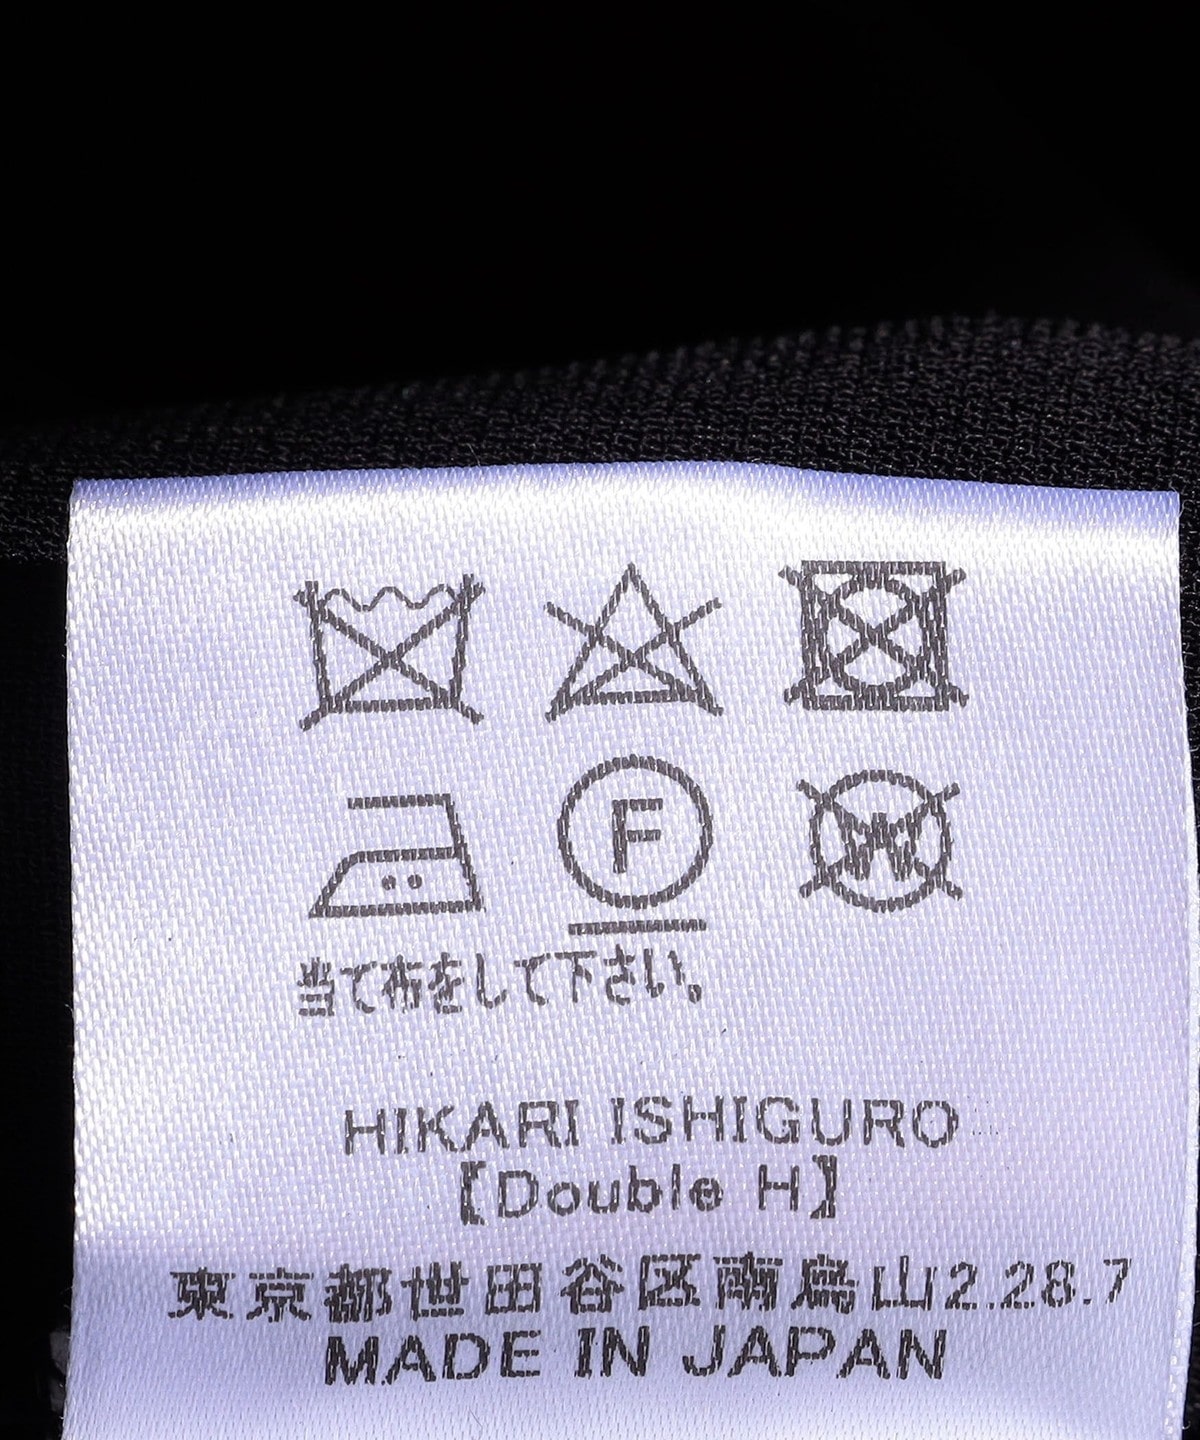 F W
当て布をして下さい。
HIKARI ISHIGURO
【Double H】
東京都世田谷区南烏山2.28.7
MADE IN JAPAN